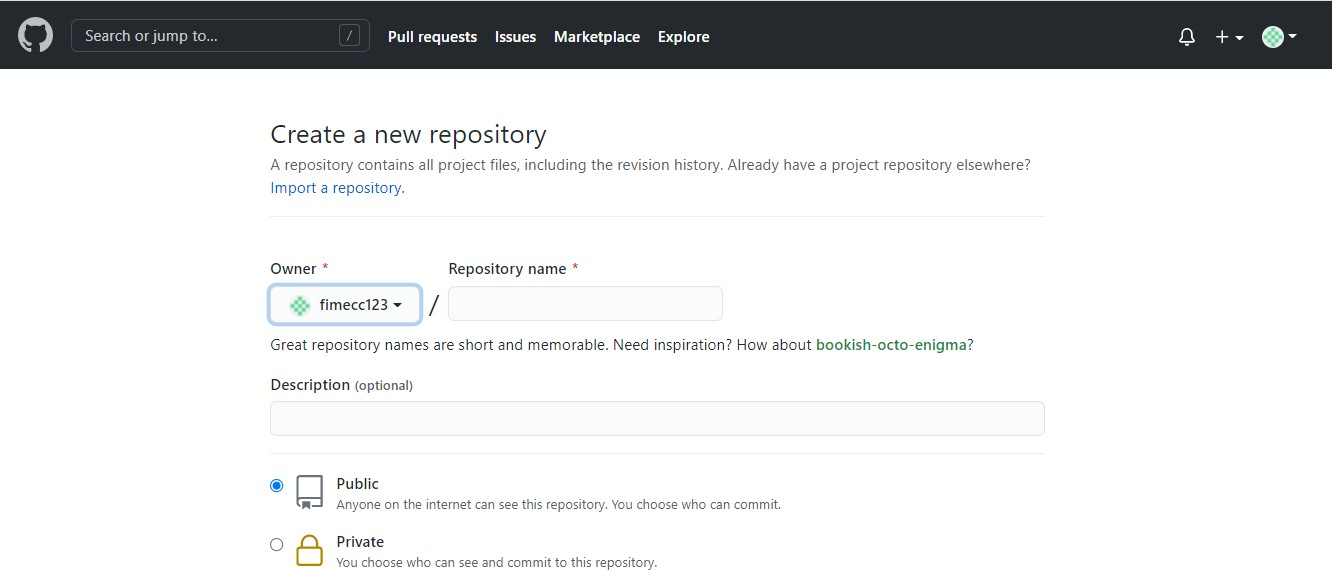 Search or jump to... /
Pull requests Issues Marketplace Explore
Create a new repository
A repository contains all project files, including the revision history. Already have a project repository elsewhere?
Import a repository.
Owner * Repository name *
fimecc123 /
Great repository names are short and memorable. Need inspiration? How about bookish-octo-enigma?
Description (optional)
Public
Anyone on the internet can see this repository. You choose who can commit.
Private
You choose who can see and commit to this repository.